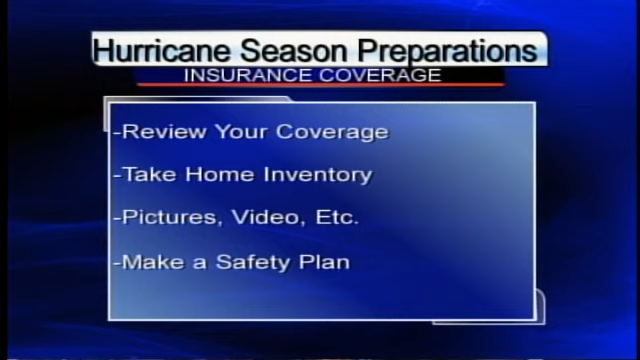 Hurricane Season Preparations
INSURANCE COVERAGE
-Review Your Coverage
-Take Home Inventory
-Pictures, Video, Etc.
-Make a Safety Plan